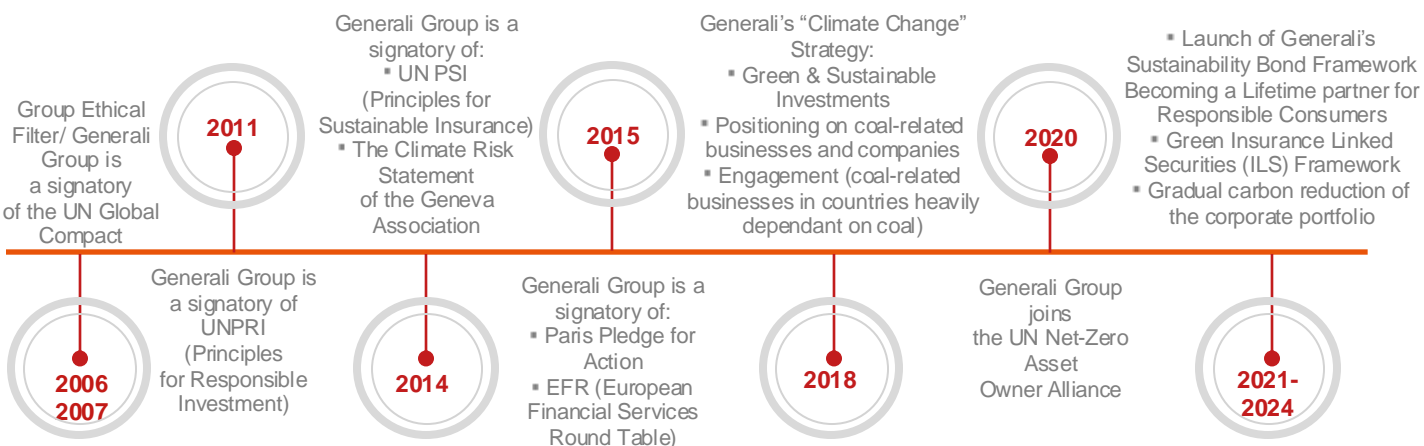 Group Ethical
Filter/ Generali
Group is
a signatory
of the UN Global
Compact
2006
2007
2011
Generali Group is
a signatory of
UNPRI
(Principles
for Responsible
Investment)
Generali Group is a
signatory of:
▪ UN PSI
(Principles for
Sustainable Insurance)
▪ The Climate Risk
Statement
of the Geneva
Association
2014
2015
Generali Group is a
signatory of:
▪ Paris Pledge for
Action
▪ EFR (European
Financial Services
Round Table)
Generali’s “Climate Change”
Strategy:
▪ Green & Sustainable
Investments
▪ Positioning on coal-related
businesses and companies
▪ Engagement (coal-related
businesses in countries heavily
dependant on coal)
2018
2020
Generali Group
joins
the UN Net-Zero
Asset
Owner Alliance
▪ Launch of Generali’s
Sustainability Bond Framework
Becoming a Lifetime partner for
Responsible Consumers
▪ Green Insurance Linked
Securities (ILS) Framework
▪ Gradual carbon reduction of
the corporate portfolio
2021-
2024